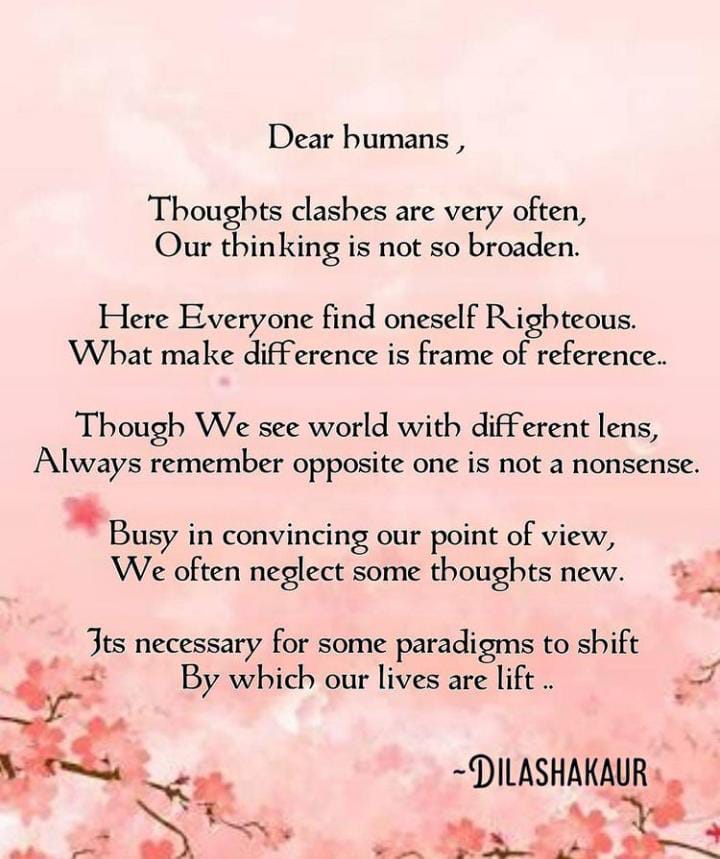 Dear humans ,
Thoughts clashes are very often,
Our thinking is not so broaden.
Here Everyone find oneself Righteous.
What make difference is frame of reference..
Though We see world with different lens,
Always remember opposite one is not a nonsense.
Busy in convincing our point of view,
We often neglect some thoughts new.
Its necessary for some paradigms to shift
By which our lives are lift ..
~DILASHAKAUR